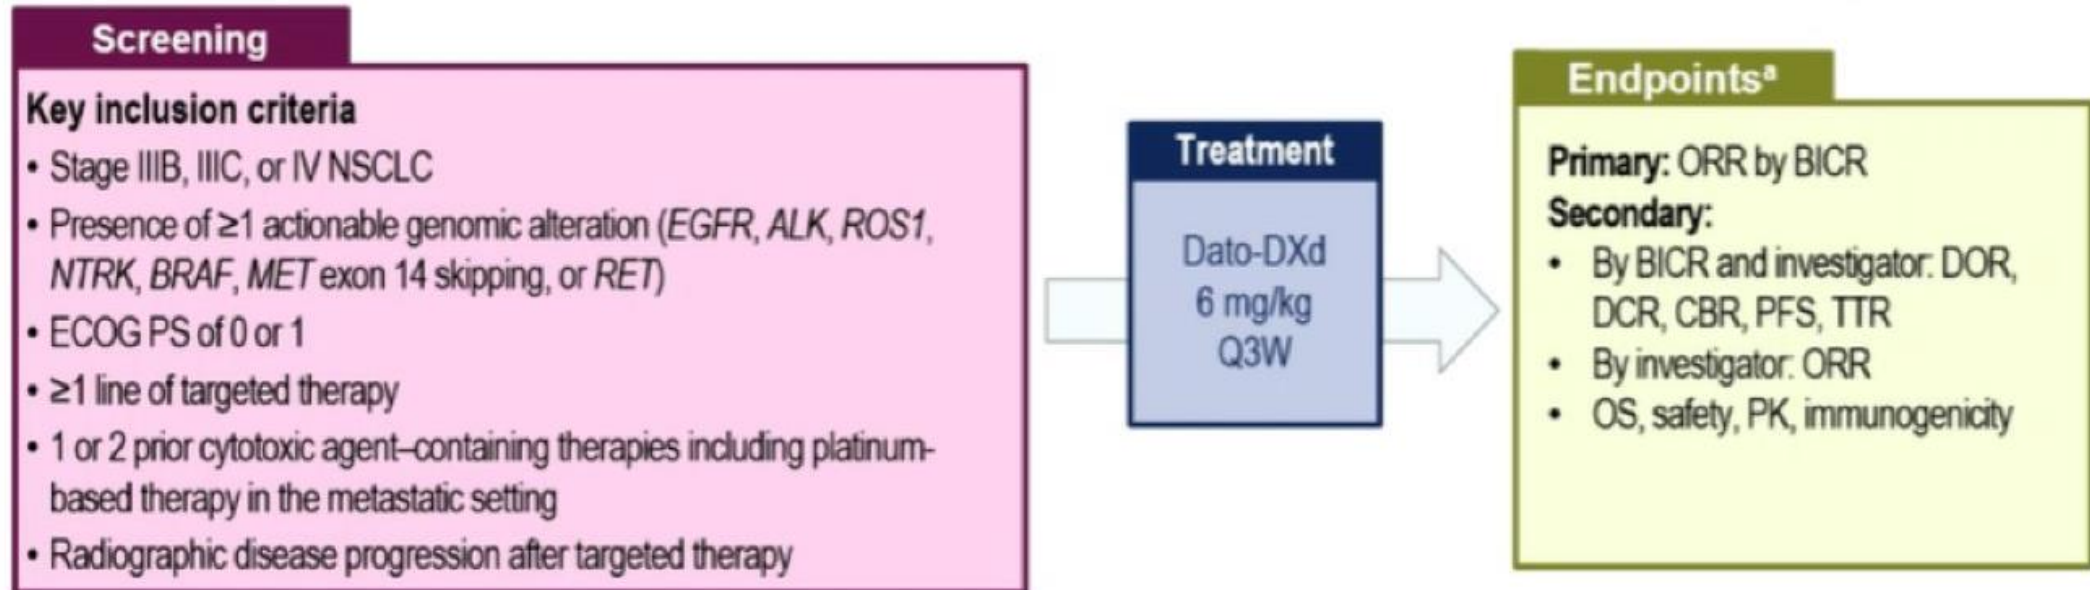 Screening
Key inclusion criteria
• Stage IIIB, IIIC, or IV NSCLC
• Presence of ≥1 actionable genomic alteration (EGFR, ALK, ROS1,
NTRK, BRAF, MET exon 14 skipping, or RET)
• ECOG PS of 0 or 1
• ≥1 line of targeted therapy
• 1 or 2 prior cytotoxic agent–containing therapies including platinum-
based therapy in the metastatic setting
• Radiographic disease progression after targeted therapy
Treatment
Dato-DXd
6 mg/kg
Q3W
Endpointsᵃ
Primary: ORR by BICR
Secondary:
• By BICR and investigator: DOR,
DCR, CBR, PFS, TTR
• By investigator: ORR
• OS, safety, PK, immunogenicity